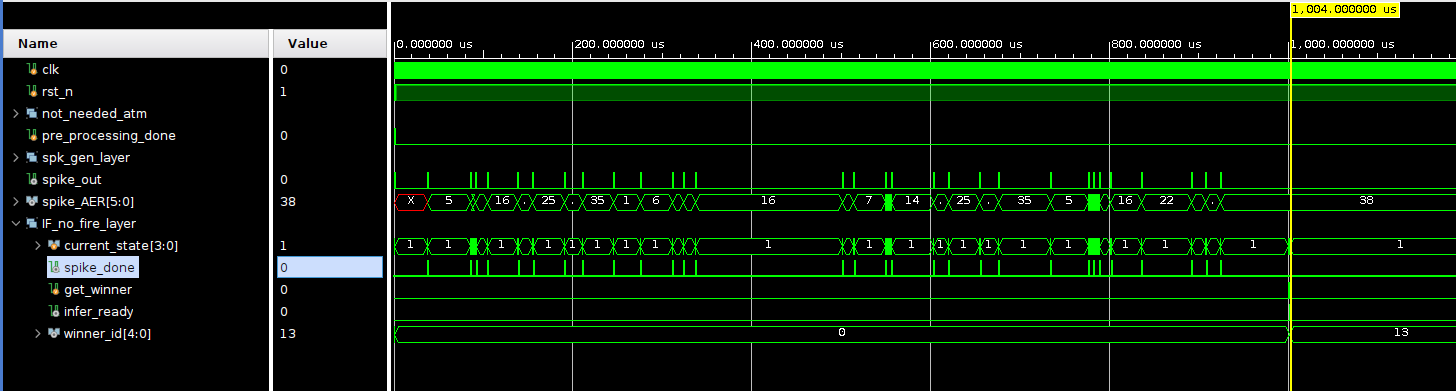 1,004.000000 us
Name Value 0.000000 us 200.000000 us 400.000000 us 600.000000 us 800.000000 us 1,000.000000 us
clk 0
rst_n 1
not_needed_atm
pre_processing_done 0
spk_gen_layer
spike_out 0
spike_AER[5:0] 38 X 5 16 . 25 . 35 1 6 16 7 14 . 25 . 35 5 16 22 . 38
IF_no_fire_layer
current_state[3:0] 1 1 1 1 1 1 1 1 1 1 1 1 1 1 1 1 1 1 1 1 1 1
spike_done 0
get_winner 0
infer_ready 0
winner_id[4:0] 13 0 13